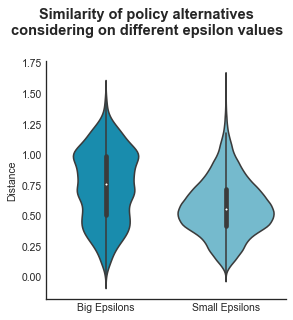 Similarity of policy alternatives
considering on different epsilon values
1.75
1.50
1.25
1.00
0.75
0.50
0.25
0.00
Distance
Big Epsilons
Small Epsilons